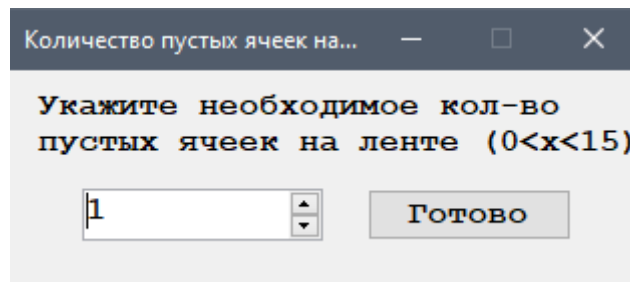 Количество пустых ячеек на...
Укажите необходимое кол-во
пустых ячеек на ленте (0<x<15)
1
Готово